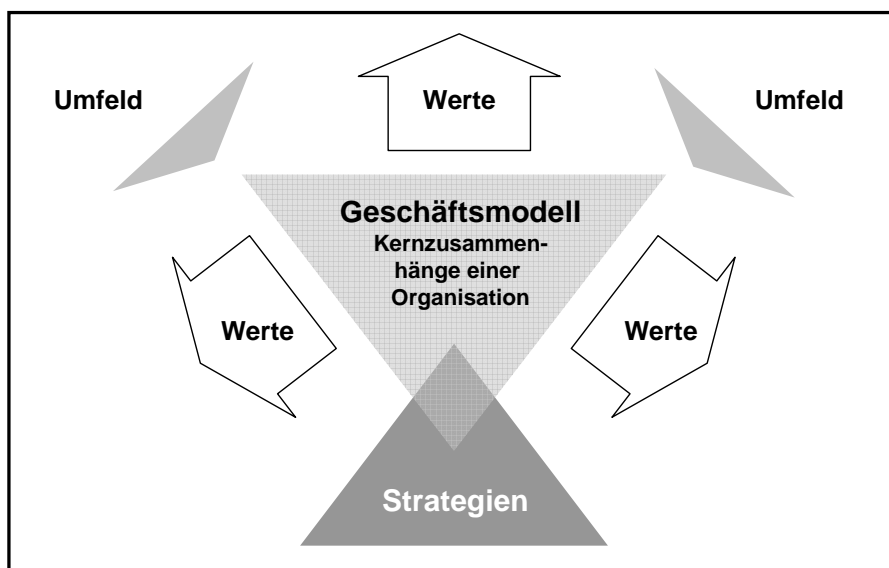 Umfeld
Werte
Umfeld
Geschäftsmodell
Kernzusammen-
hänge einer
Organisation
Werte
Werte
Strategien